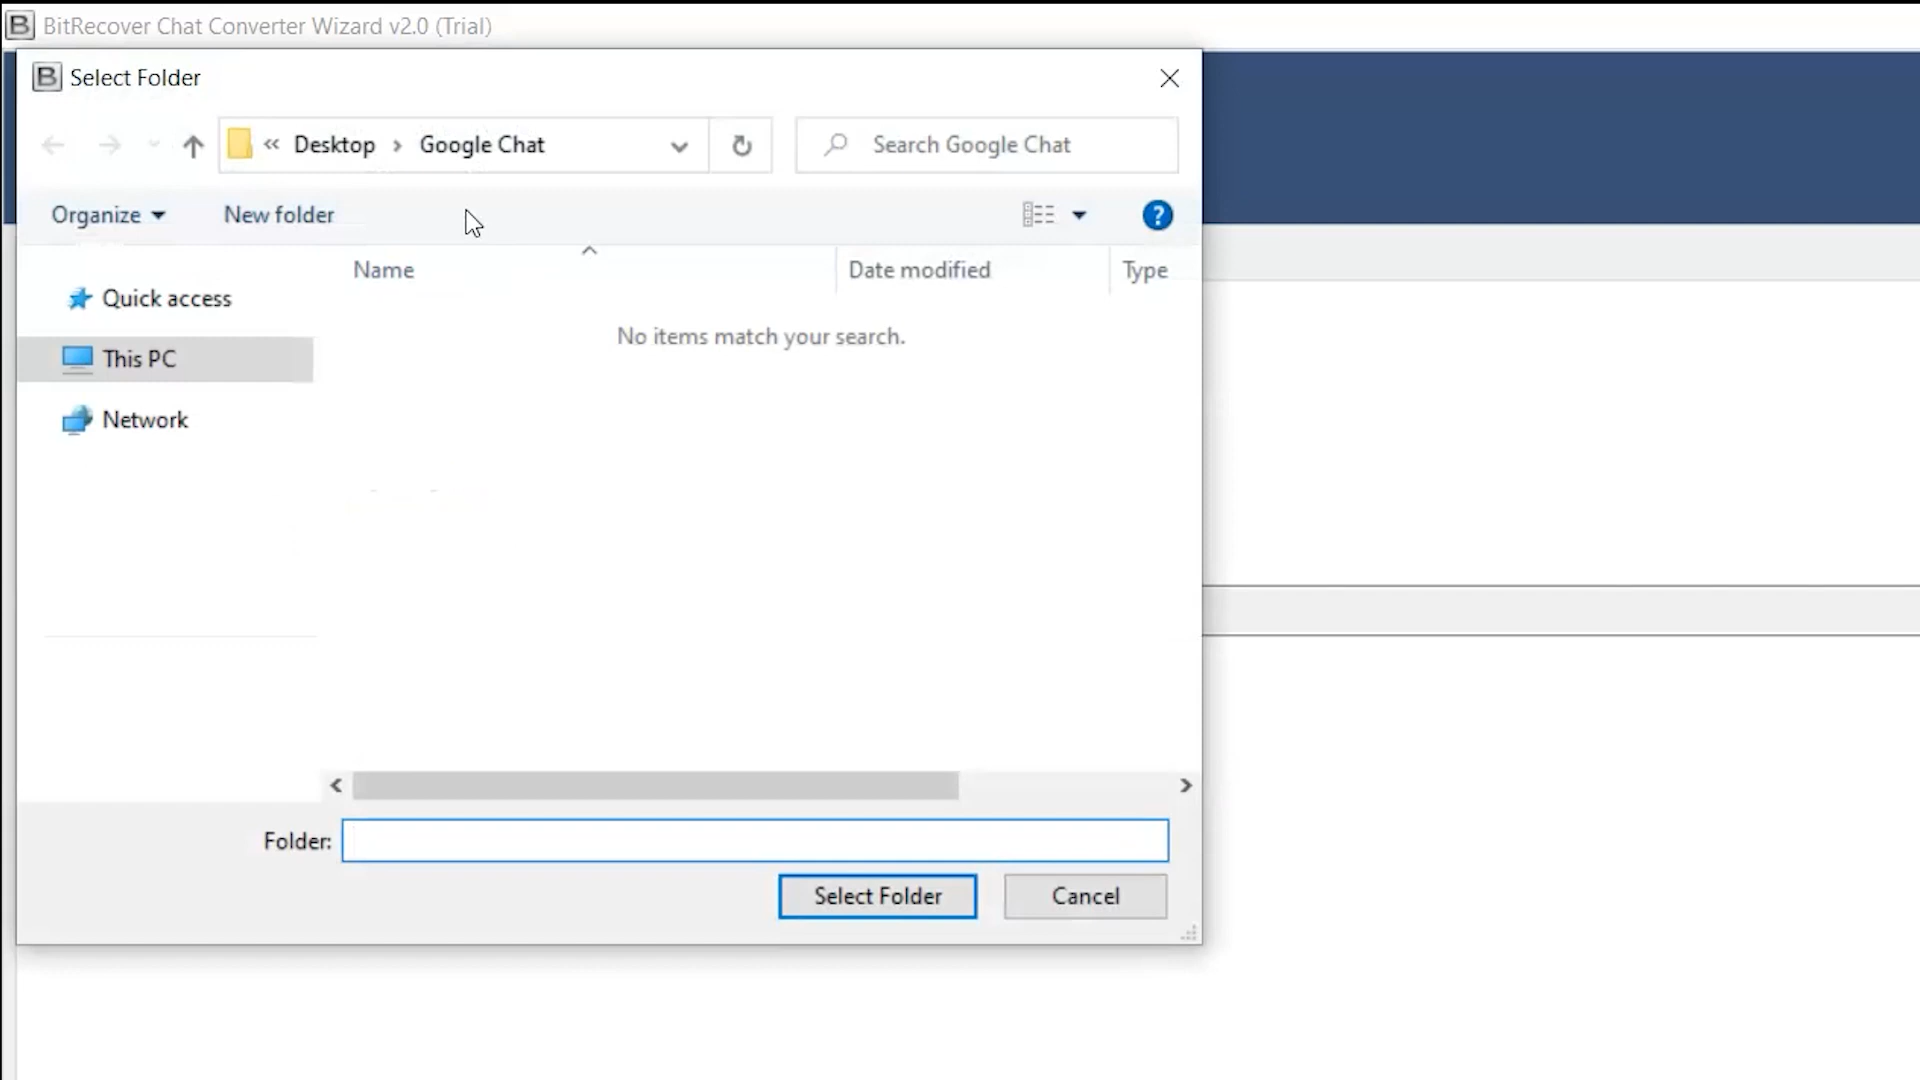 B BitRecover Chat Converter Wizard v2.0 (Trial)
B Select Folder
« Desktop › Google Chat
Search Google Chat
Organize
New folder
?
Name
Date modified
Type
Quick access
No items match your search.
This PC
Network
Folder:
Select Folder
Cancel